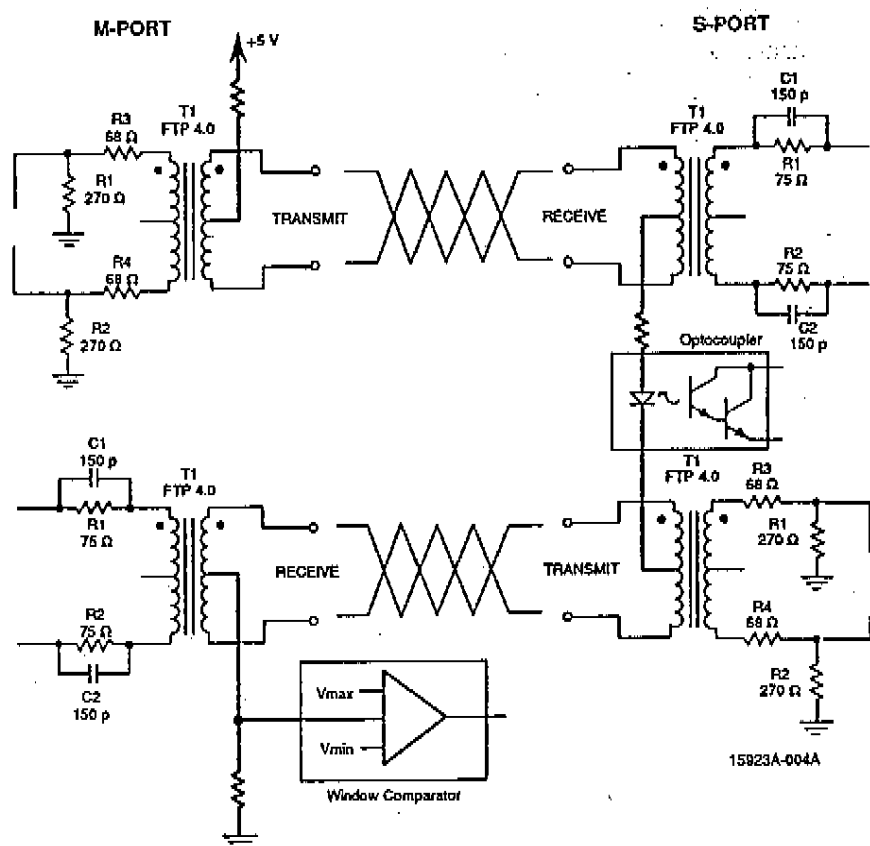 M-PORT
S-PORT
+5 V
T1
FTP 4.0
R3
68 Ω
R1
270 Ω
R4
68 Ω
R2
270 Ω
TRANSMIT
RECEIVE
T1
FTP 4.0
C1
150 p
R1
75 Ω
R2
75 Ω
C2
150 p
Optocoupler
C1
150 p
R1
75 Ω
R2
75 Ω
C2
150 p
T1
FTP 4.0
RECEIVE
TRANSMIT
T1
FTP 4.0
R3
68 Ω
R1
270 Ω
R4
68 Ω
R2
270 Ω
Vmax
Vmin
Window Comparator
15923A-004A